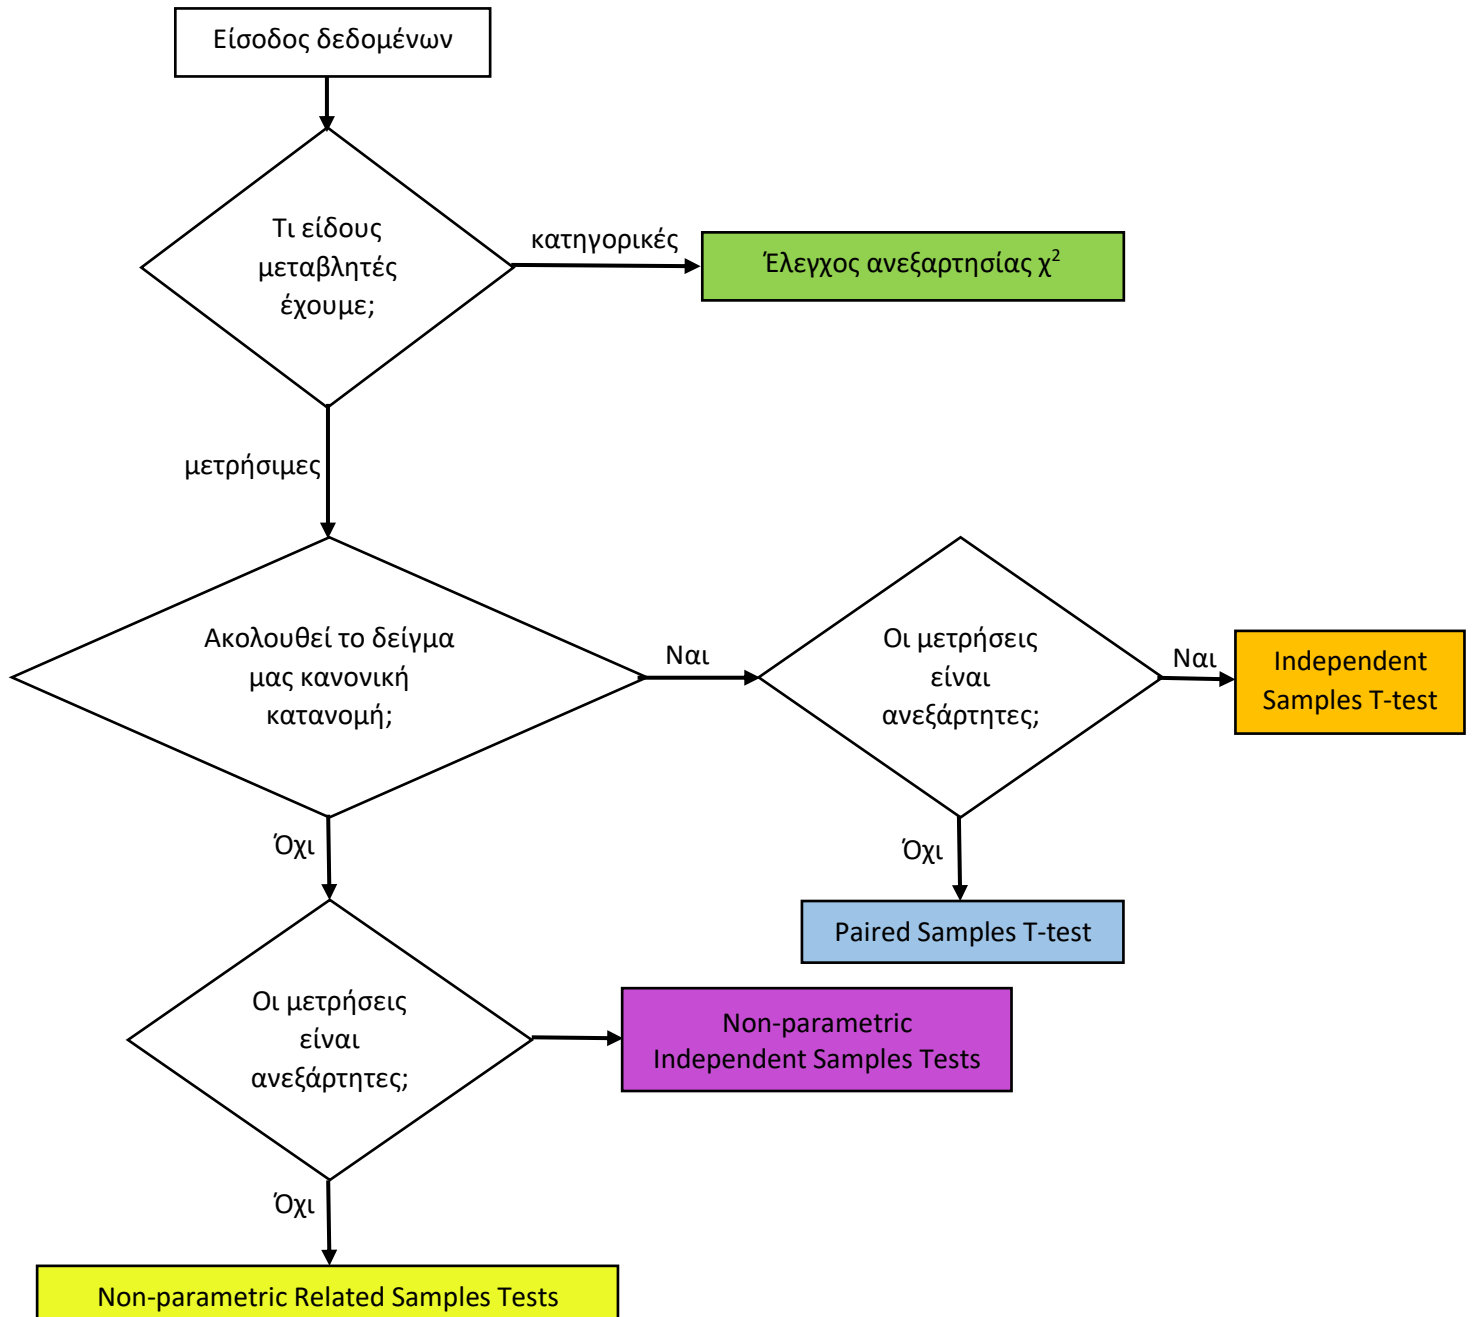 Είσοδος δεδομένων
Τι είδους
μεταβλητές
έχουμε;
κατηγορικές
Έλεγχος ανεξαρτησίας χ²
μετρήσιμες
Ακολουθεί το δείγμα
μας κανονική
κατανομή;
Ναι
Οι μετρήσεις
είναι
ανεξάρτητες;
Ναι
Independent
Samples T-test
Όχι
Όχι
Paired Samples T-test
Οι μετρήσεις
είναι
ανεξάρτητες;
Non-parametric
Independent Samples Tests
Όχι
Non-parametric Related Samples Tests